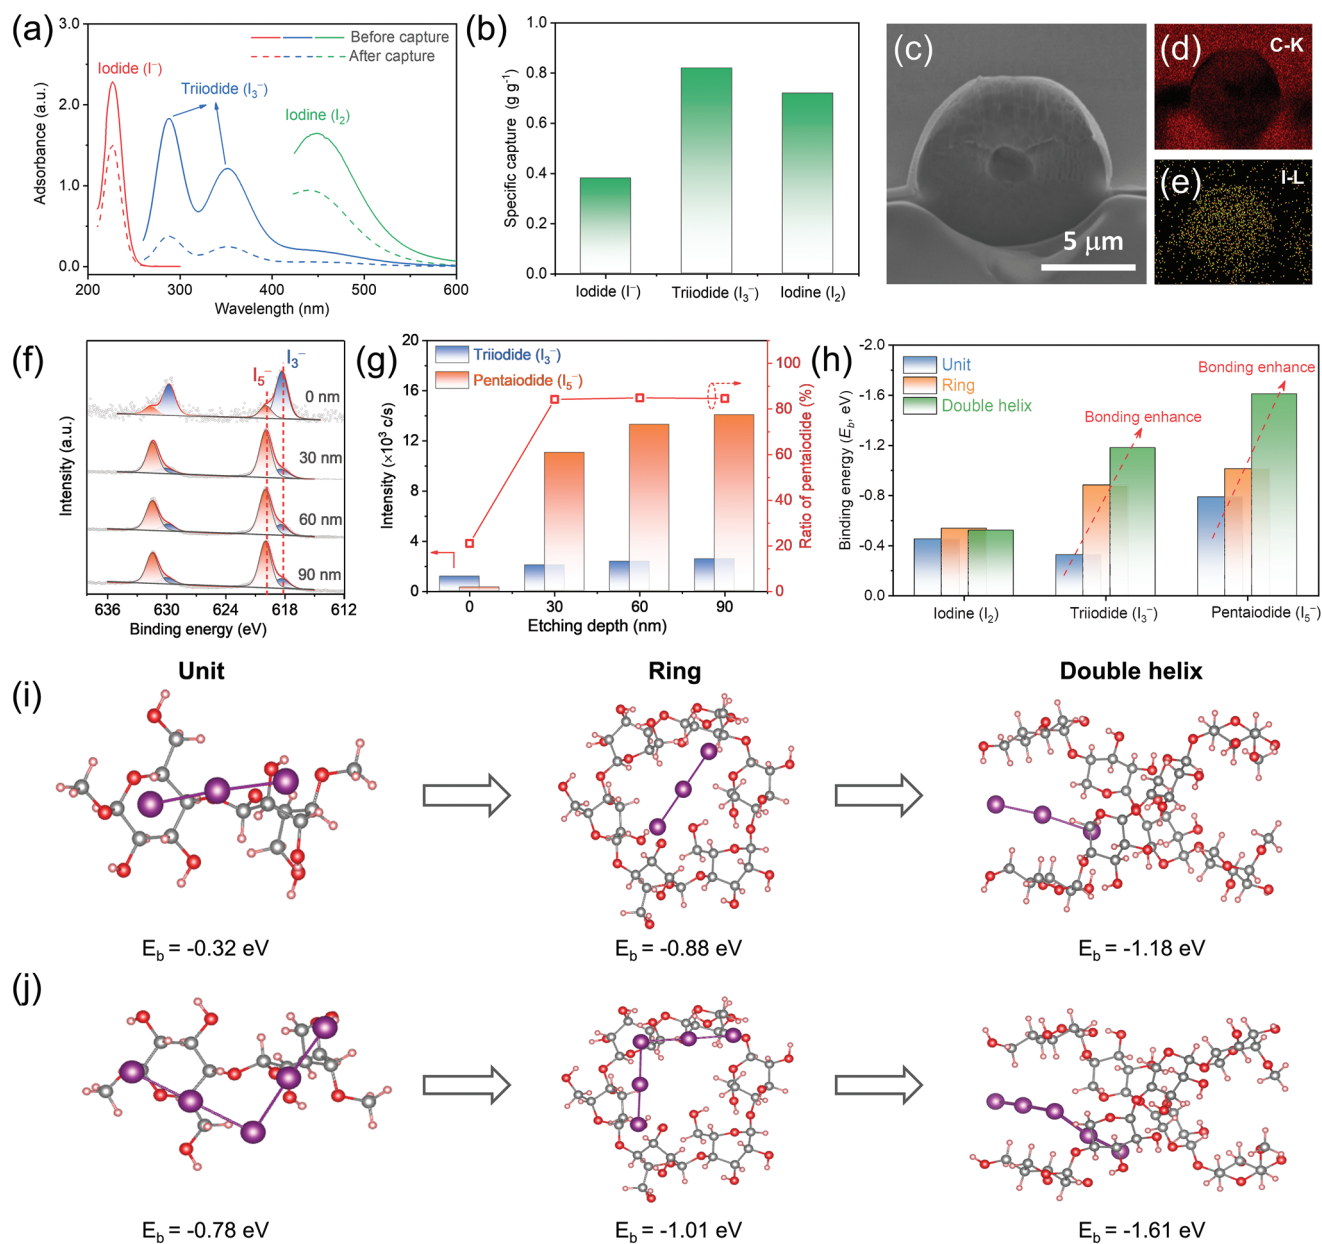 (a)
3.0
2.0
1.0
0.0
Adsorbance (a.u.)
Before capture
After capture
Iodide (I⁻)
Triiodide (I₃⁻)
Iodine (I₂)
200 300 400 500 600
Wavelength (nm)
(b)
1.0
0.8
0.6
0.4
0.2
0.0
Specific capture (g g⁻¹)
Iodide (I⁻) Triiodide (I₃⁻) Iodine (I₂)
(c)
5 μm
(d)
C-K
(e)
I-L
(f)
I₅⁻ I₃⁻
0 nm
30 nm
60 nm
90 nm
Intensity (a.u.)
636 630 624 618 612
Binding energy (eV)
(g)
20
16
12
8
4
0
Intensity (×10³ c/s)
Triiodide (I₃⁻)
Pentaiodide (I₅⁻)
100
80
60
40
20
0
Ratio of pentaiodide (%)
0 30 60 90
Etching depth (nm)
(h)
-2.0
-1.6
-1.2
-0.8
-0.4
0.0
Binding energy (E_b, eV)
Unit
Ring
Double helix
Bonding enhance
Bonding enhance
Iodine (I₂) Triiodide (I₃⁻) Pentaiodide (I₅⁻)
Unit Ring Double helix
(i)
E_b = -0.32 eV E_b = -0.88 eV E_b = -1.18 eV
(j)
E_b = -0.78 eV E_b = -1.01 eV E_b = -1.61 eV